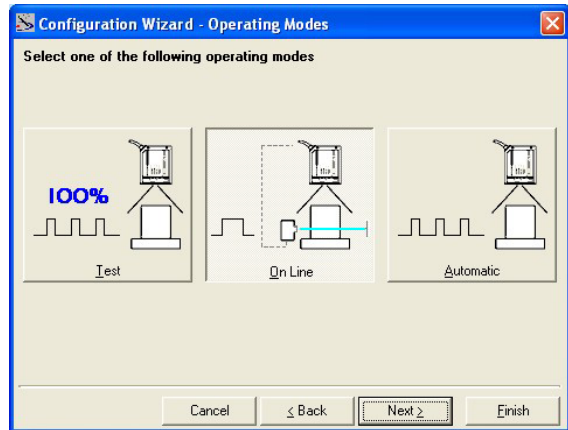 Configuration Wizard - Operating Modes
Select one of the following operating modes
100%
Test
On Line
Automatic
Cancel
< Back
Next >
Finish